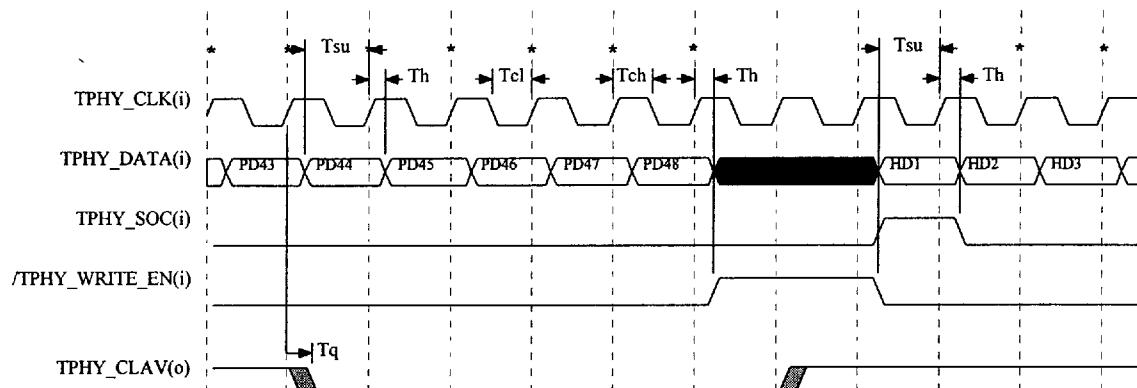 * * Tsu * * * * * Tsu * * *
Th Tcl Tch Th Th
TPHY_CLK(i)
TPHY_DATA(i) PD43 PD44 PD45 PD46 PD47 PD48 HD1 HD2 HD3
TPHY_SOC(i)
/TPHY_WRITE_EN(i)
Tq
TPHY_CLAV(o)